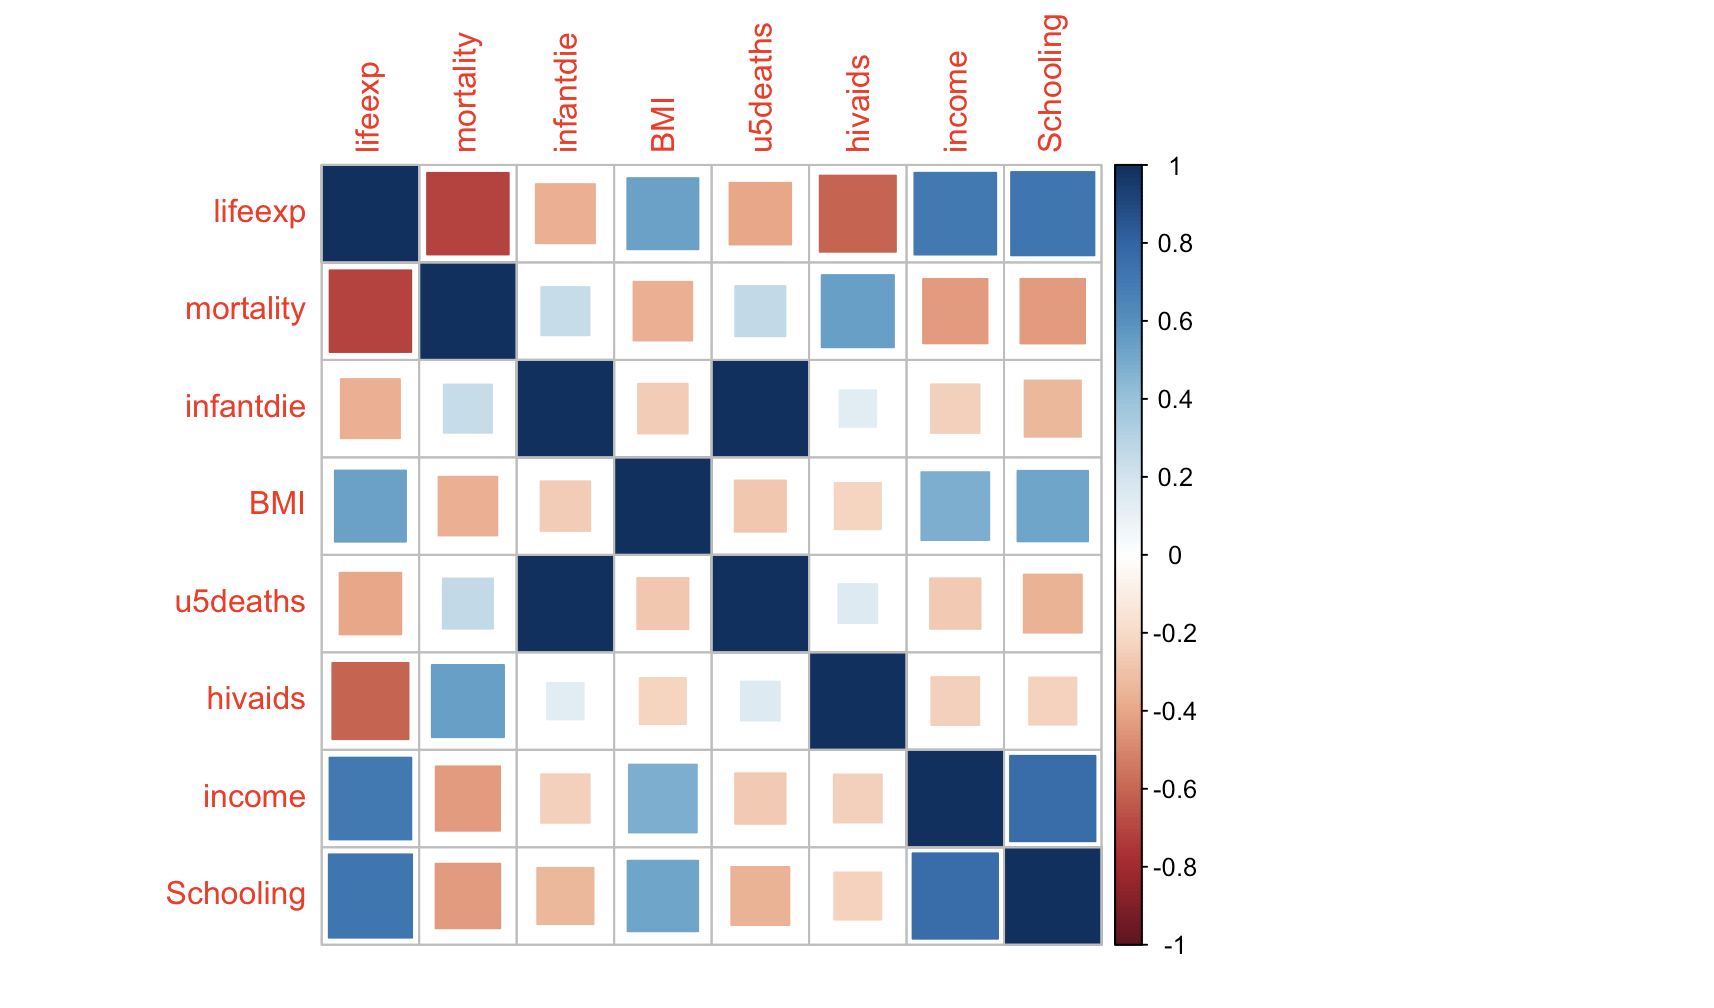 lifeexp
mortality
infantdie
BMI
u5deaths
hivaids
income
Schooling
lifeexp
mortality
infantdie
BMI
u5deaths
hivaids
income
Schooling
1
0.8
0.6
0.4
0.2
0
-0.2
-0.4
-0.6
-0.8
-1